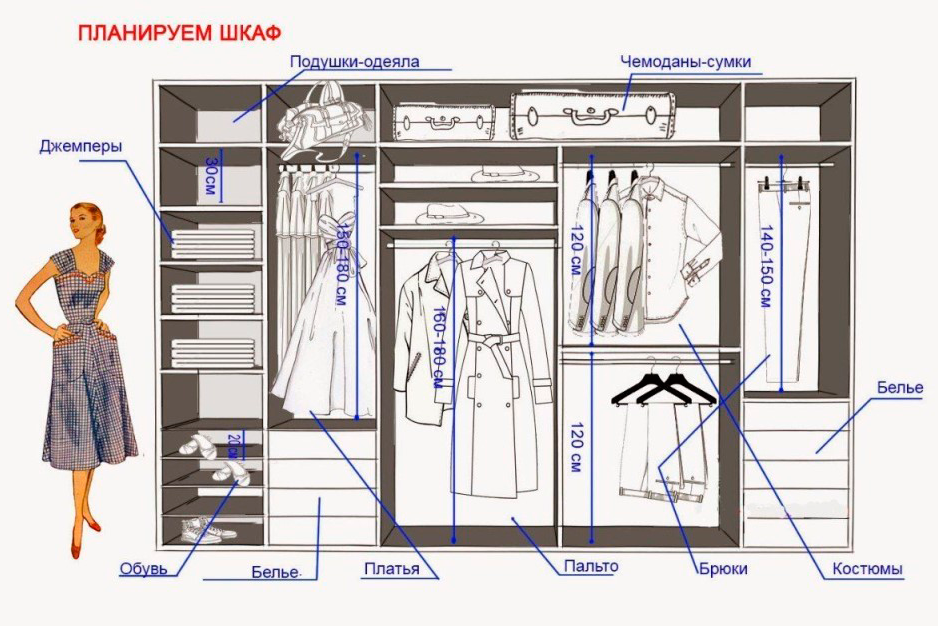 ПЛАНИРУЕМ ШКАФ
Подушки-одеяла
Чемоданы-сумки
Джемперы
30см
150-180 см
160-180 см
120 см
140-150 см
120 см
20см
Белье
Обувь
Белье.
Платья
Пальто
Брюки
Костюмы